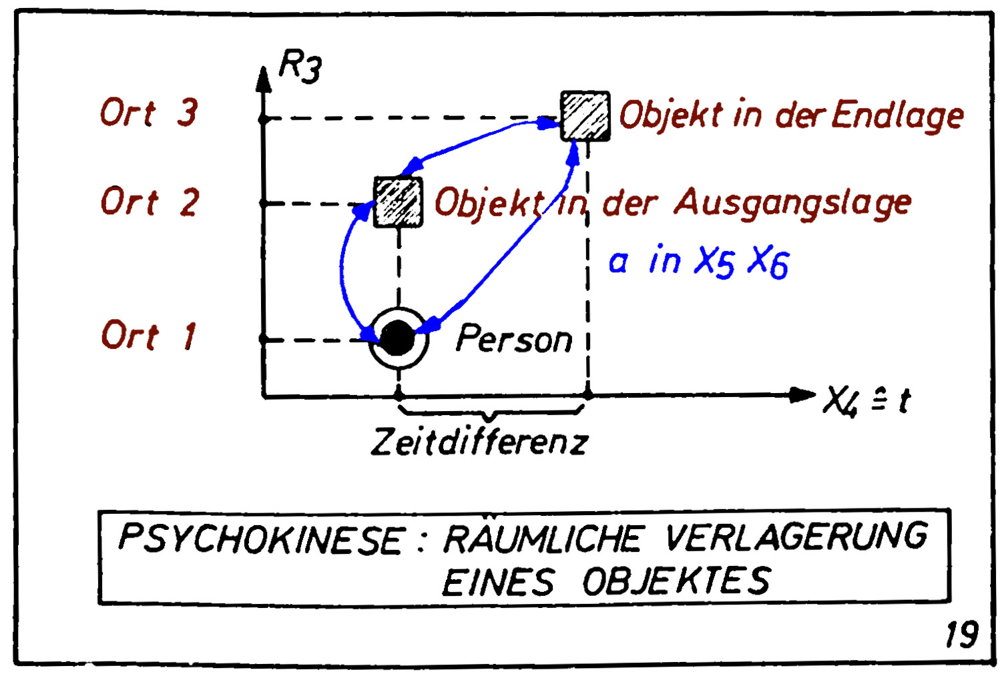 R3
Ort 3
Objekt in der Endlage
Ort 2
Objekt in der Ausgangslage
a in X5 X6
Ort 1
Person
X4 ≙ t
Zeitdifferenz
PSYCHOKINESE : RÄUMLICHE VERLAGERUNG
EINES OBJEKTES
19